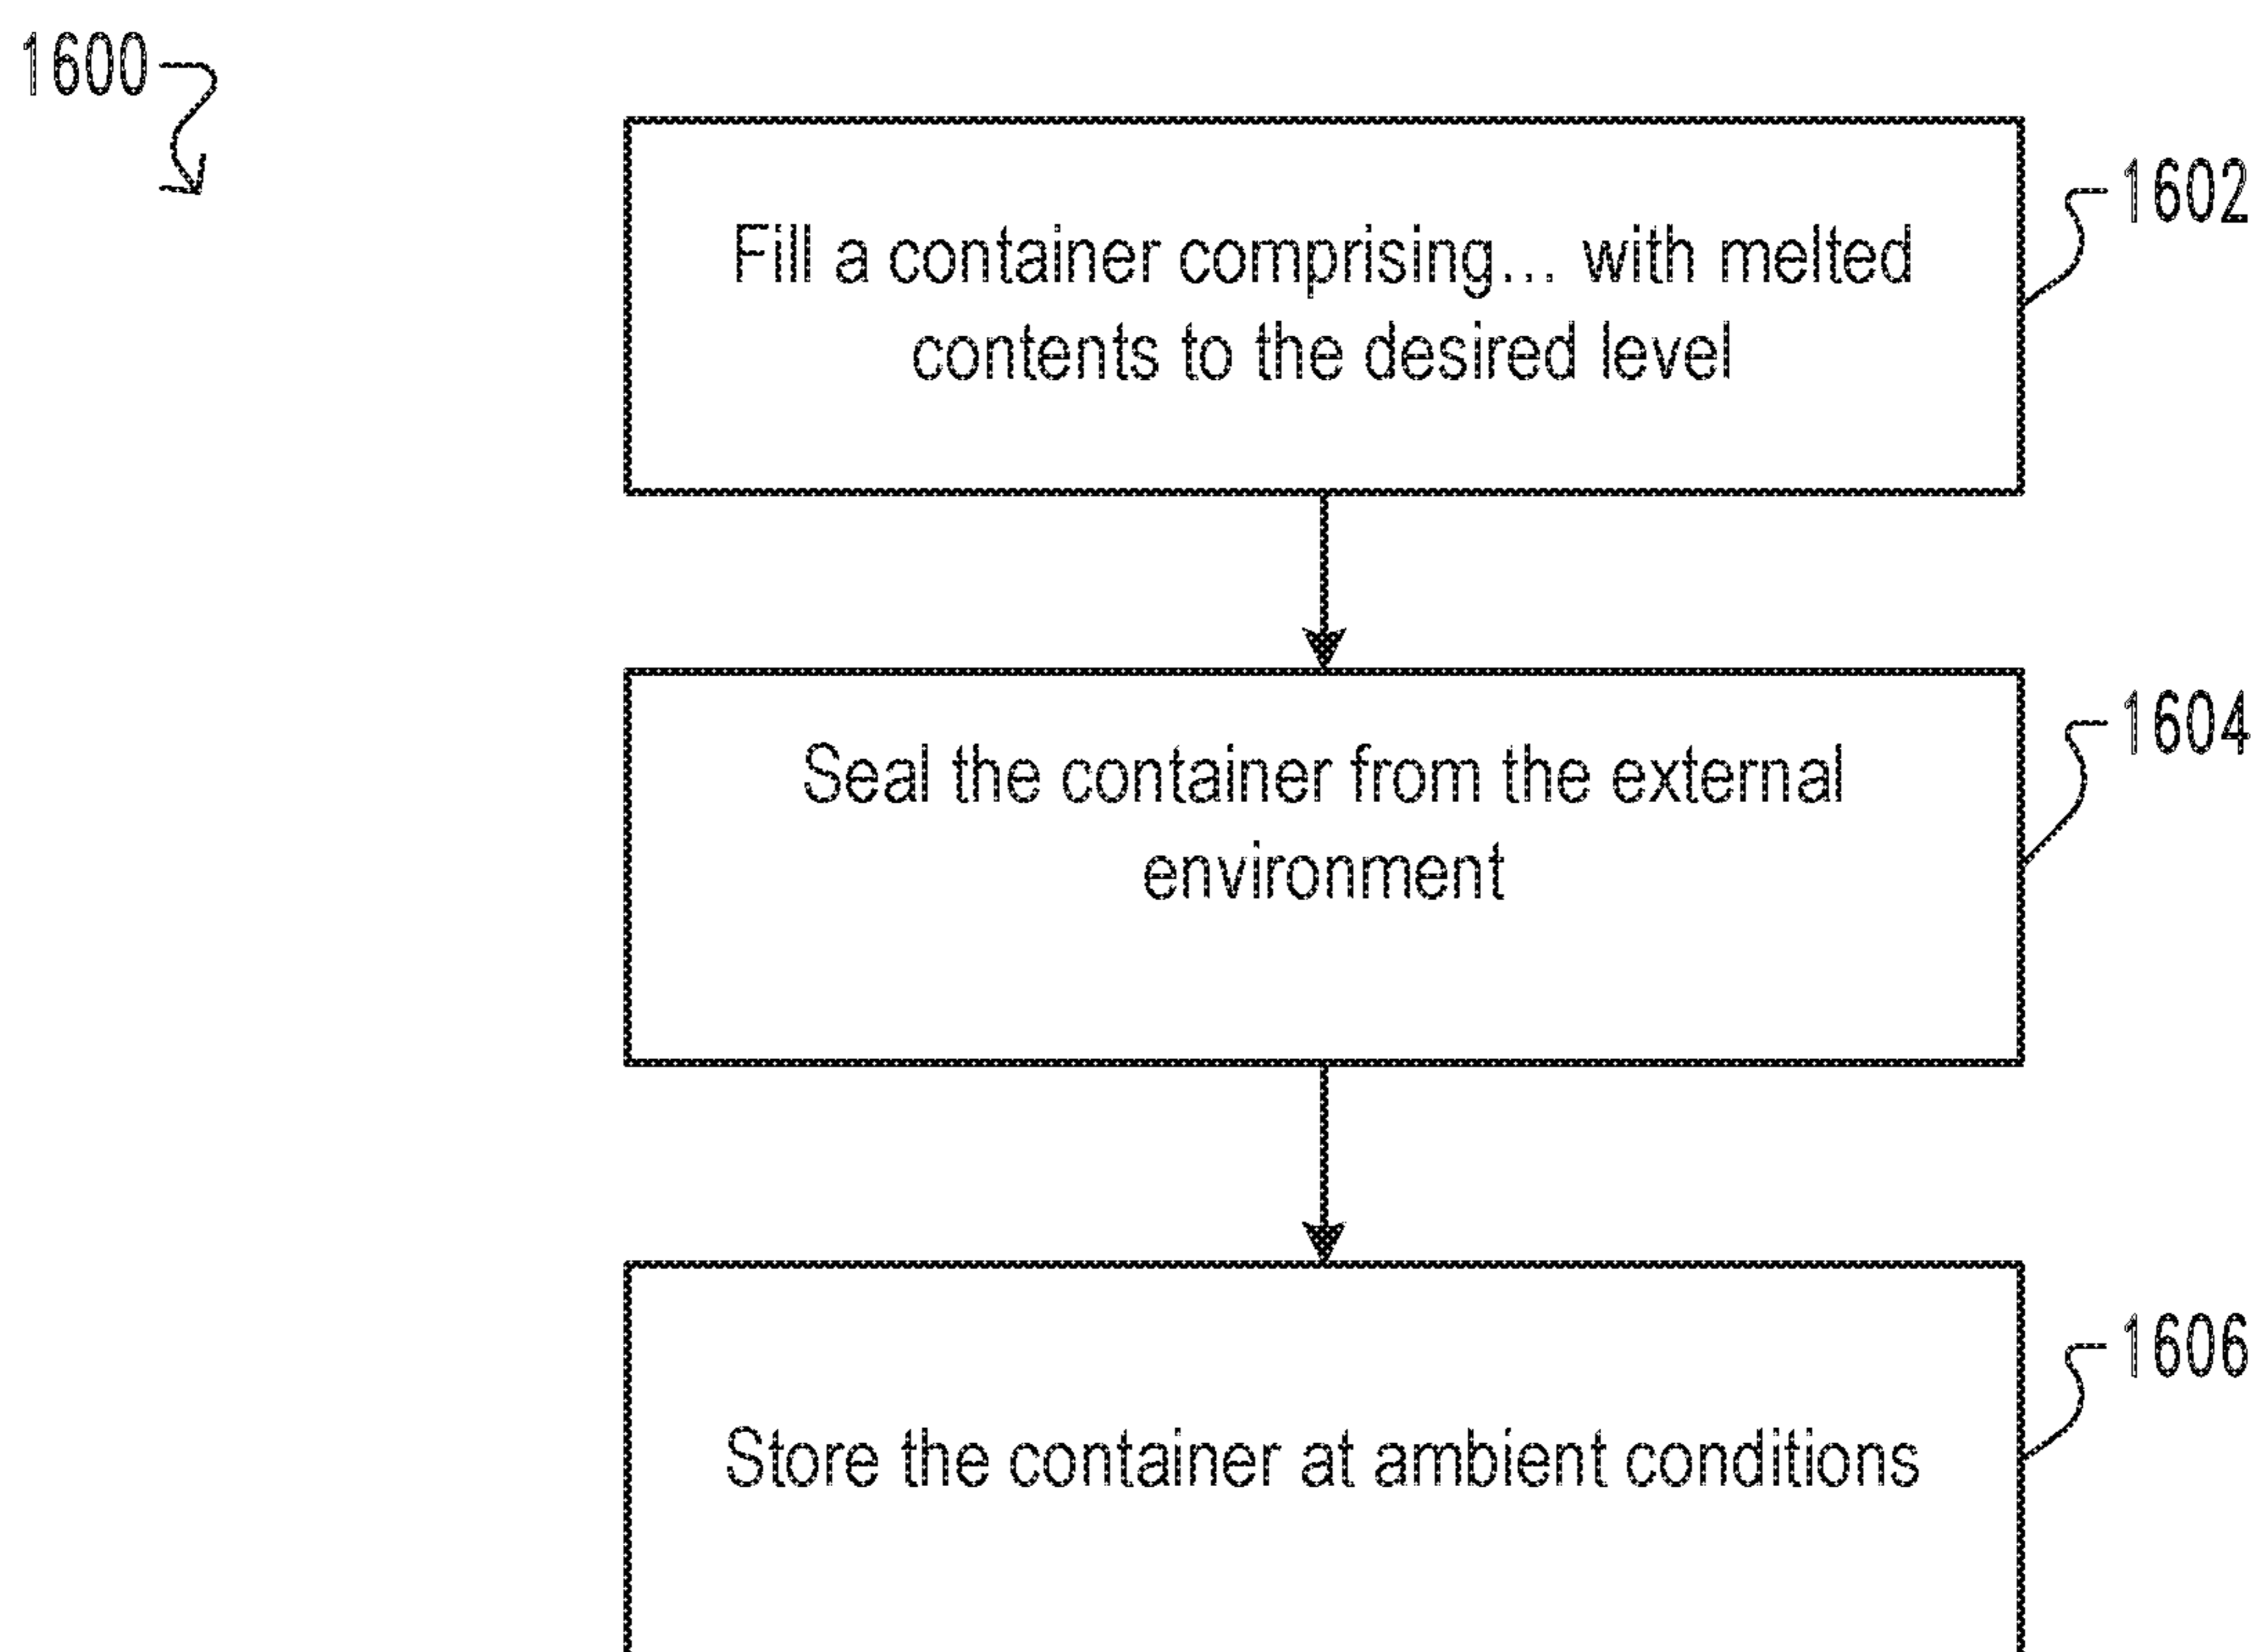 1600
Fill a container comprising... with melted
contents to the desired level
1602
Seal the container from the external
environment
1604
Store the container at ambient conditions
1606